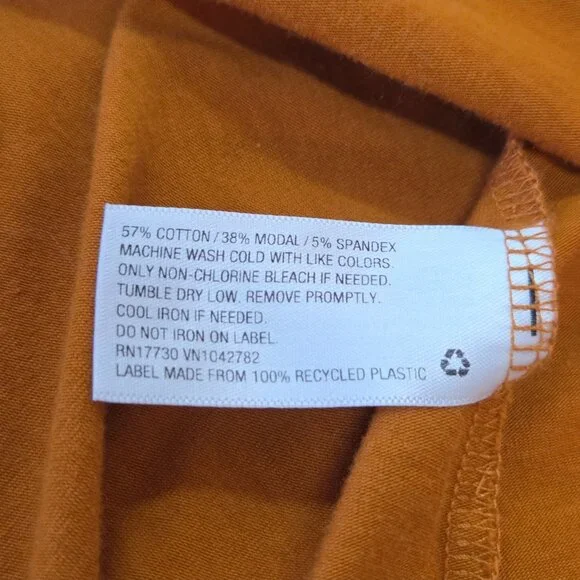 57% COTTON / 38% MODAL / 5% SPANDEX
MACHINE WASH COLD WITH LIKE COLORS.
ONLY NON-CHLORINE BLEACH IF NEEDED.
TUMBLE DRY LOW. REMOVE PROMPTLY.
COOL IRON IF NEEDED.
DO NOT IRON ON LABEL.
RN17730 VN1042782
LABEL MADE FROM 100% RECYCLED PLASTIC